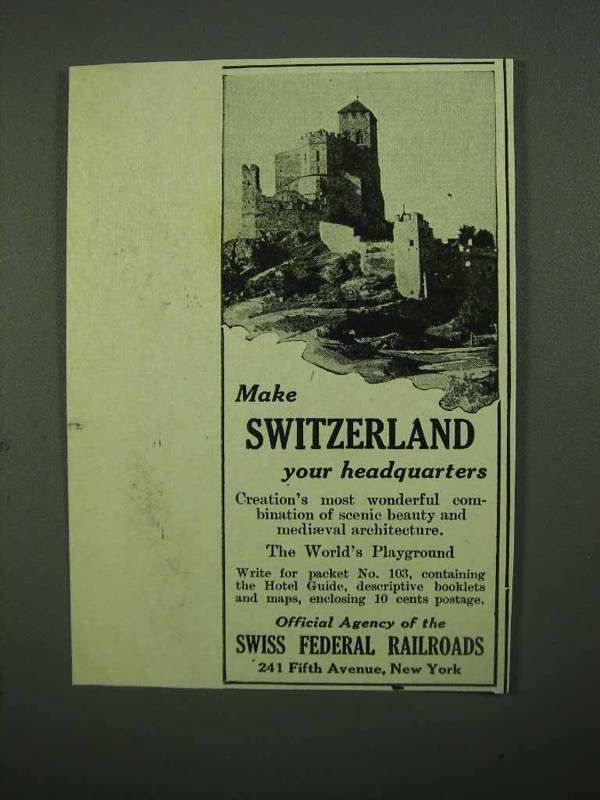 Make
SWITZERLAND
your headquarters
Creation's most wonderful com-
bination of scenic beauty and
mediæval architecture.
The World's Playground
Write for packet No. 103, containing
the Hotel Guide, descriptive booklets
and maps, enclosing 10 cents postage.
Official Agency of the
SWISS FEDERAL RAILROADS
241 Fifth Avenue, New York